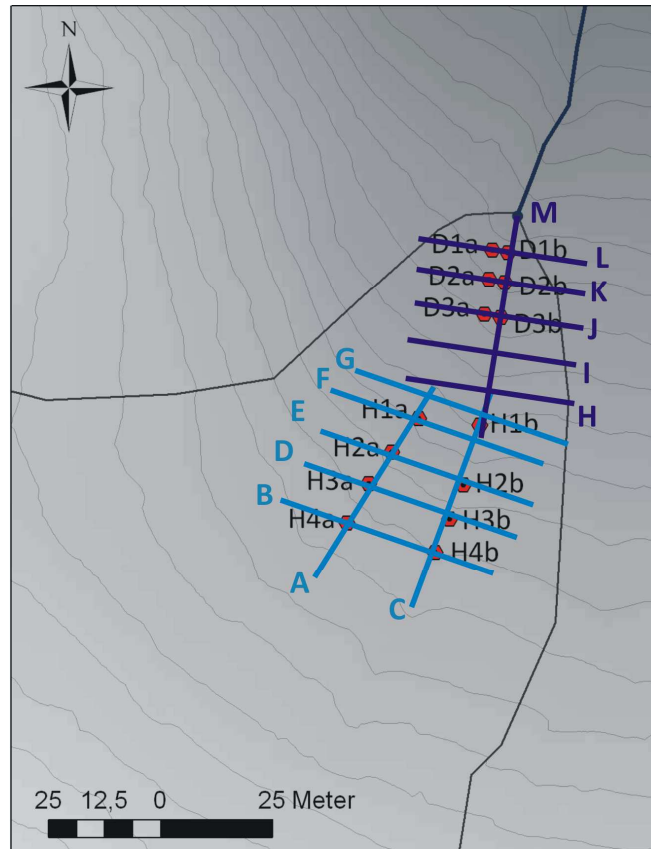 N
M
D1a D1b L
D2a D2b K
D3a D3b J
G I
F
H1a H1b H
E
H2a H2b
D
H3a H3b
B
H4a H4b
A
C
25 12,5 0 25 Meter